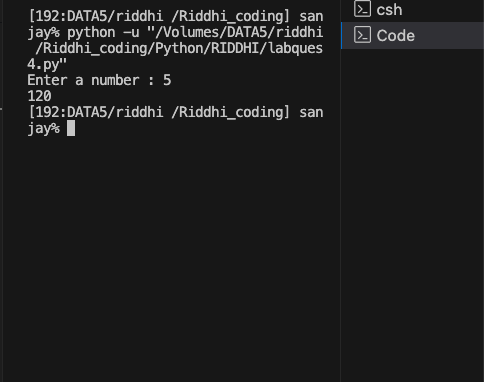 [192:DATA5/riddhi /Riddhi_coding] san
jay% python -u "/Volumes/DATA5/riddhi
 /Riddhi_coding/Python/RIDDHI/labques
4.py"
Enter a number : 5
120
[192:DATA5/riddhi /Riddhi_coding] san
jay%
csh
Code